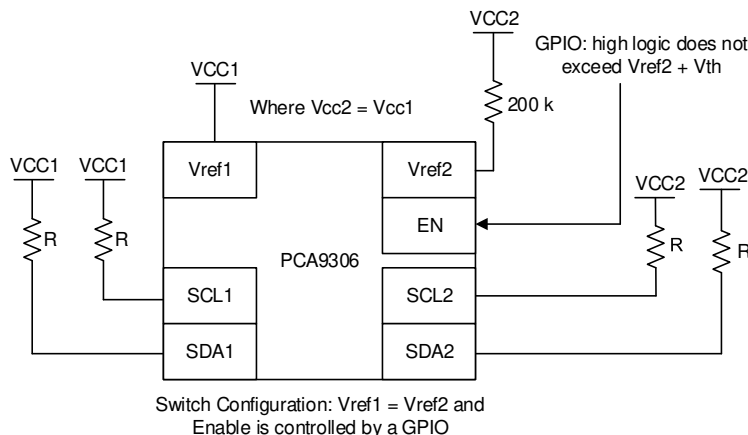 VCC2
GPIO: high logic does not
exceed Vref2 + Vth
VCC1
Where Vcc2 = Vcc1
200 k
VCC1
VCC1
Vref1
Vref2
VCC2
VCC2
EN
R
R
R
R
PCA9306
SCL1
SCL2
SDA1
SDA2
Switch Configuration: Vref1 = Vref2 and
Enable is controlled by a GPIO